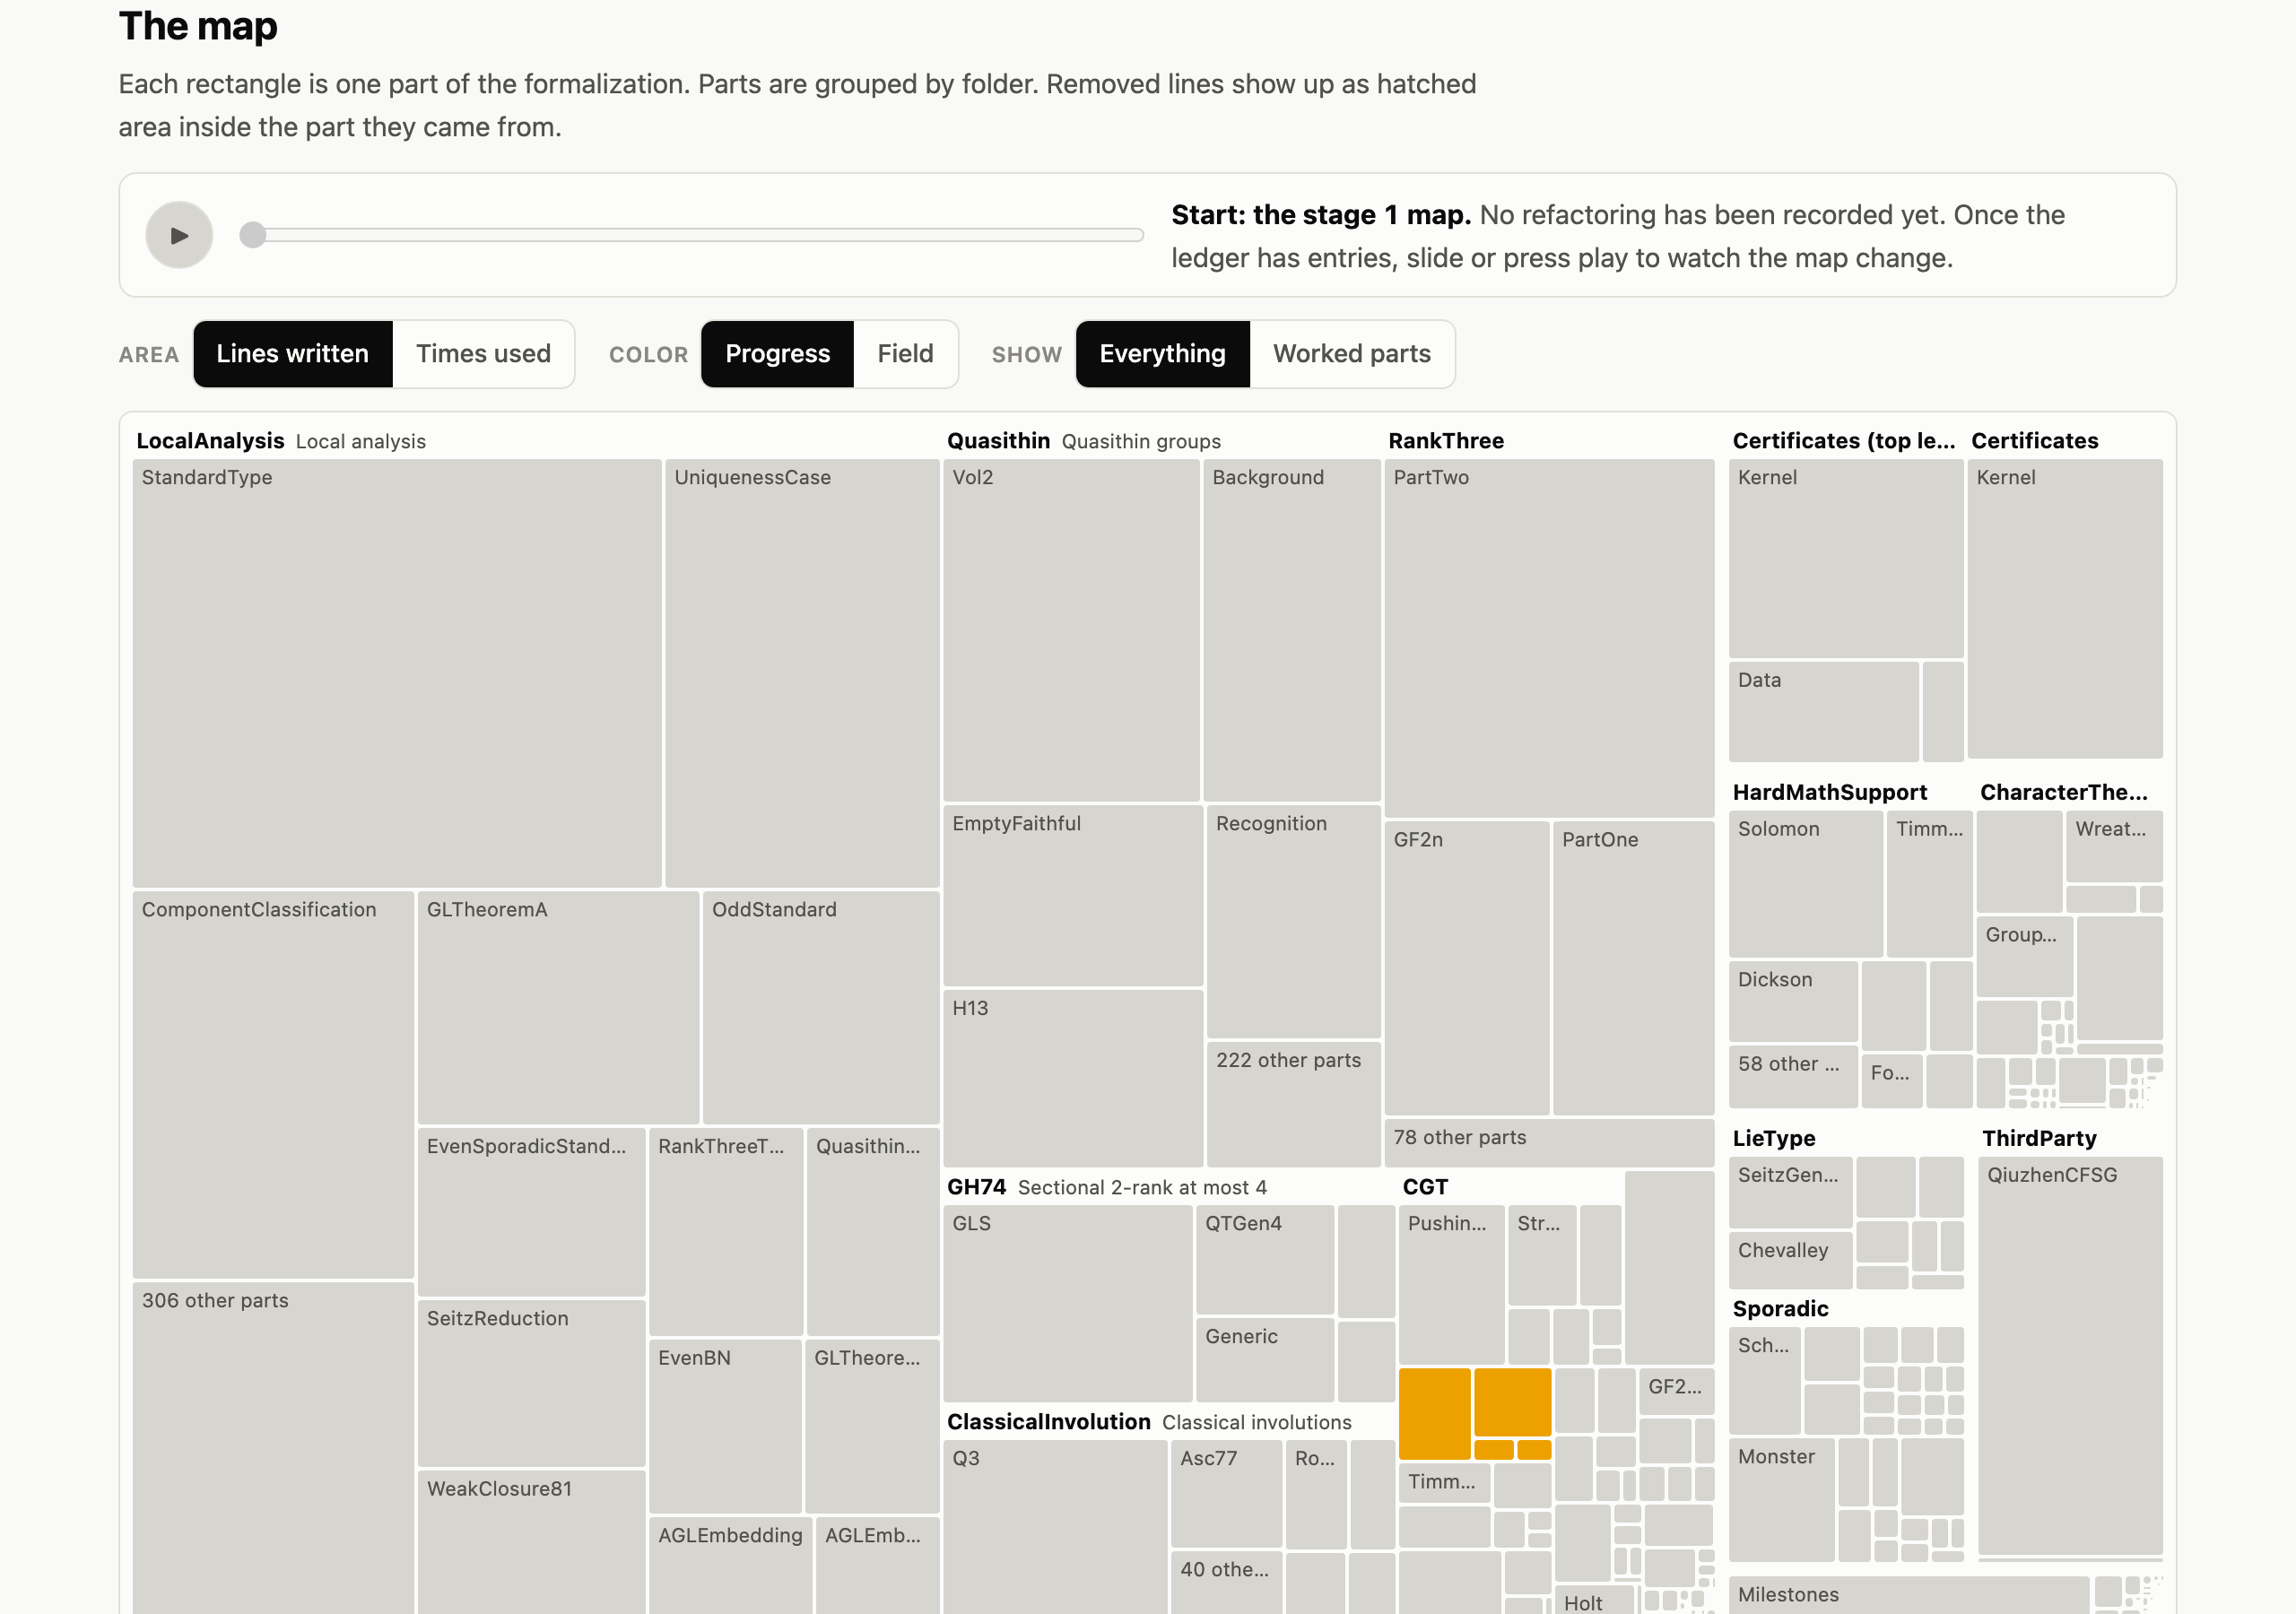 The map
Each rectangle is one part of the formalization. Parts are grouped by folder. Removed lines show up as hatched
area inside the part they came from.
Start: the stage 1 map. No refactoring has been recorded yet. Once the
ledger has entries, slide or press play to watch the map change.
AREA Lines written Times used COLOR Progress Field SHOW Everything Worked parts
LocalAnalysis Local analysis
StandardType
UniquenessCase
ComponentClassification
GLTheoremA
OddStandard
EvenSporadicStand...
RankThreeT...
Quasithin...
306 other parts
SeitzReduction
EvenBN
GLTheore...
WeakClosure81
AGLEmbedding
AGLEmb...
Quasithin Quasithin groups
Vol2
Background
EmptyFaithful
Recognition
H13
222 other parts
RankThree
PartTwo
GF2n
PartOne
78 other parts
GH74 Sectional 2-rank at most 4
GLS
QTGen4
Generic
ClassicalInvolution Classical involutions
Q3
Asc77
Ro...
40 othe...
CGT
Pushin...
Str...
GF2...
Timm...
Holt
Certificates (top le...
Kernel
Data
Certificates
Kernel
HardMathSupport
Solomon
Timm...
Dickson
58 other ...
Fo...
CharacterThe...
Wreat...
Group...
LieType
SeitzGen...
Chevalley
ThirdParty
QiuzhenCFSG
Sporadic
Sch...
Monster
Milestones